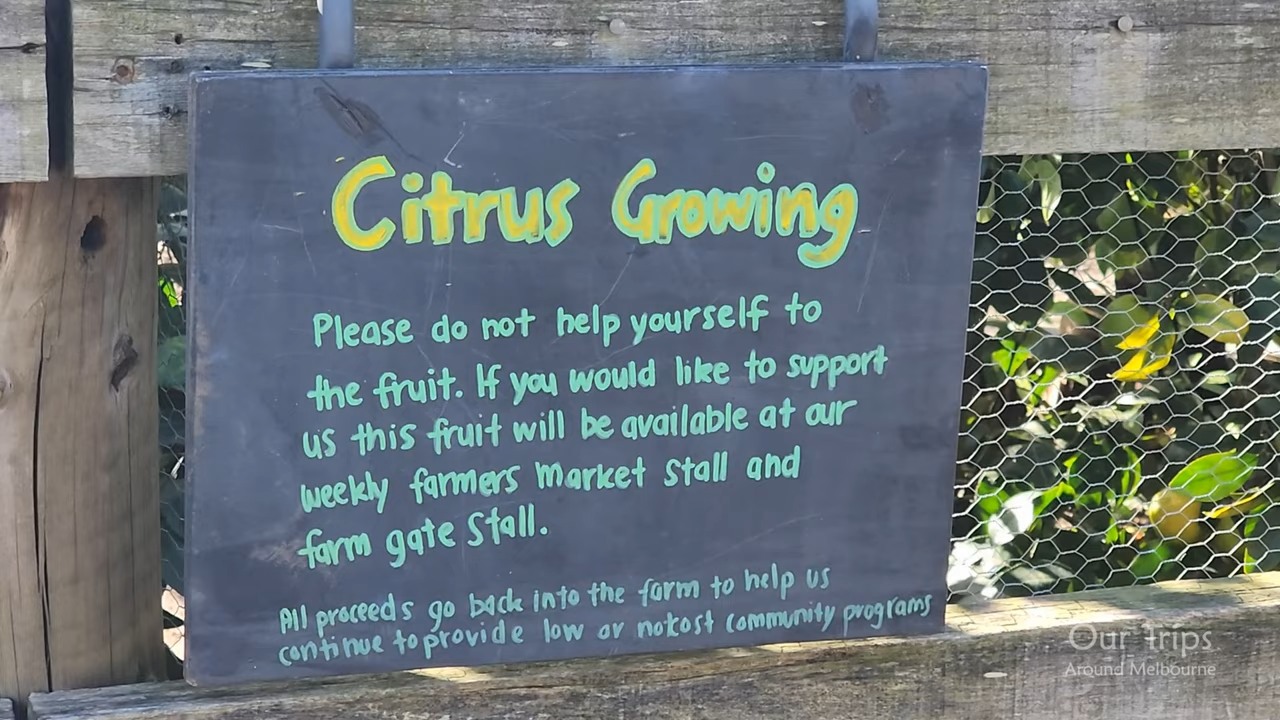 Citrus Growing
Please do not help yourself to
the fruit. If you would like to support
us this fruit will be available at our
weekly farmers market stall and
farm gate Stall.
All proceeds go back into the farm to help us
continue to provide low or nokost community programs
Our Trips
Around Melbourne